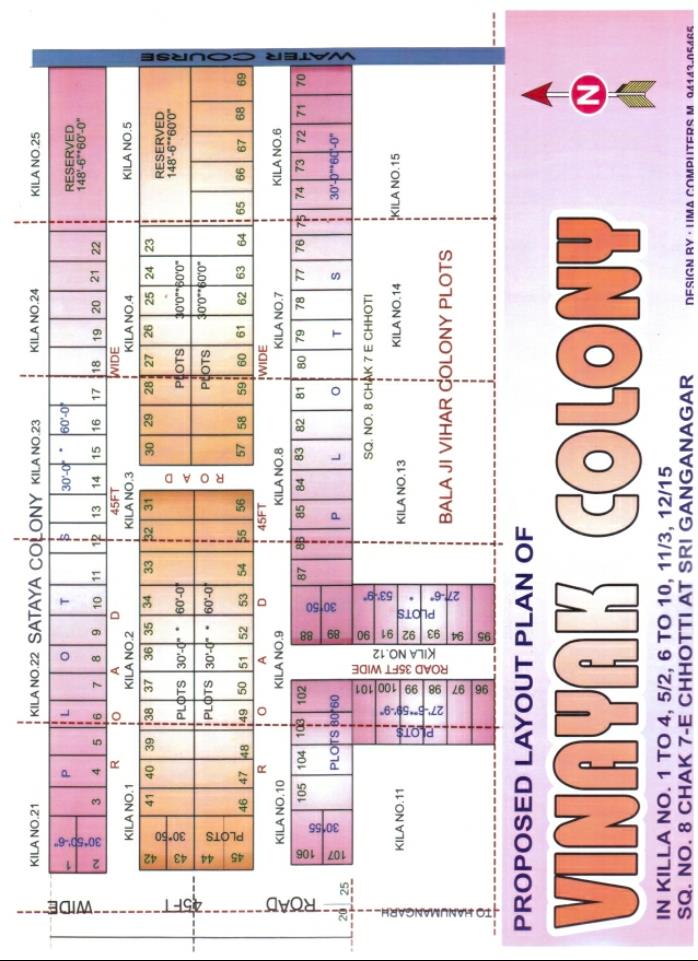 KILA NO.21 KILA NO.22 SATAYA COLONY KILA NO.23 KILA NO.24 KILA NO.25
WIDE
45FT
ROAD
1 30*50'-6" P L O T S 30'-0" * 60'-0" RESERVED
148'-6"*60'-0"
2 3 4 5 6 7 8 9 10 11 12 13 14 15 16 17 18 19 20 21 22
R O A D 45FT WIDE
KILA NO.1 KILA NO.2 KILA NO.3 KILA NO.4 KILA NO.5
42 41 40 39 38 37 36 35 34 33 32 31 30 29 28 27 26 25 24 23
RESERVED
148'-6"*60'0"
43 30*50 PLOTS 30'-0" * 60'-0" PLOTS 30'0"*60'0"
ROAD
44 PLOTS PLOTS 30'-0" * 60'-0" PLOTS 30'0"*60'0"
45 46 47 48 49 50 51 52 53 54 55 56 57 58 59 60 61 62 63 64 65 66 67 68 69
R O A D 45FT WIDE
KILA NO.10 KILA NO.9 KILA NO.8 KILA NO.7 KILA NO.6
106 105 104 103 102 88 87 86 85 84 83 82 81 80 79 78 77 76 75 74 73 72 71 70
107 30*55 PLOTS 80*60 89 30*50 P L O T S 30'-0"*60'-0"
20 25
WATER COURSE
SQ. NO. 8 CHAK 7 E CHHOTI
TO HANUMANGARH
KILA NO.11
PLOTS
27'-6"*59'-9"
101
100
99
98
97
96
ROAD 35FT WIDE
KILA NO.12
90
91
92
93
94
95
PLOTS
27'-6" * 53'-9"
KILA NO.13 KILA NO.14 KILA NO.15
BALA JI VIHAR COLONY PLOTS
PROPOSED LAYOUT PLAN OF
VINAYAK COLONY
N
IN KILLA NO. 1 TO 4, 5/2, 6 TO 10, 11/3, 12/15
SQ. NO. 8 CHAK 7-E CHHOTTI AT SRI GANGANAGAR
DESIGN BY : UMA COMPUTERS M. 94143-05465